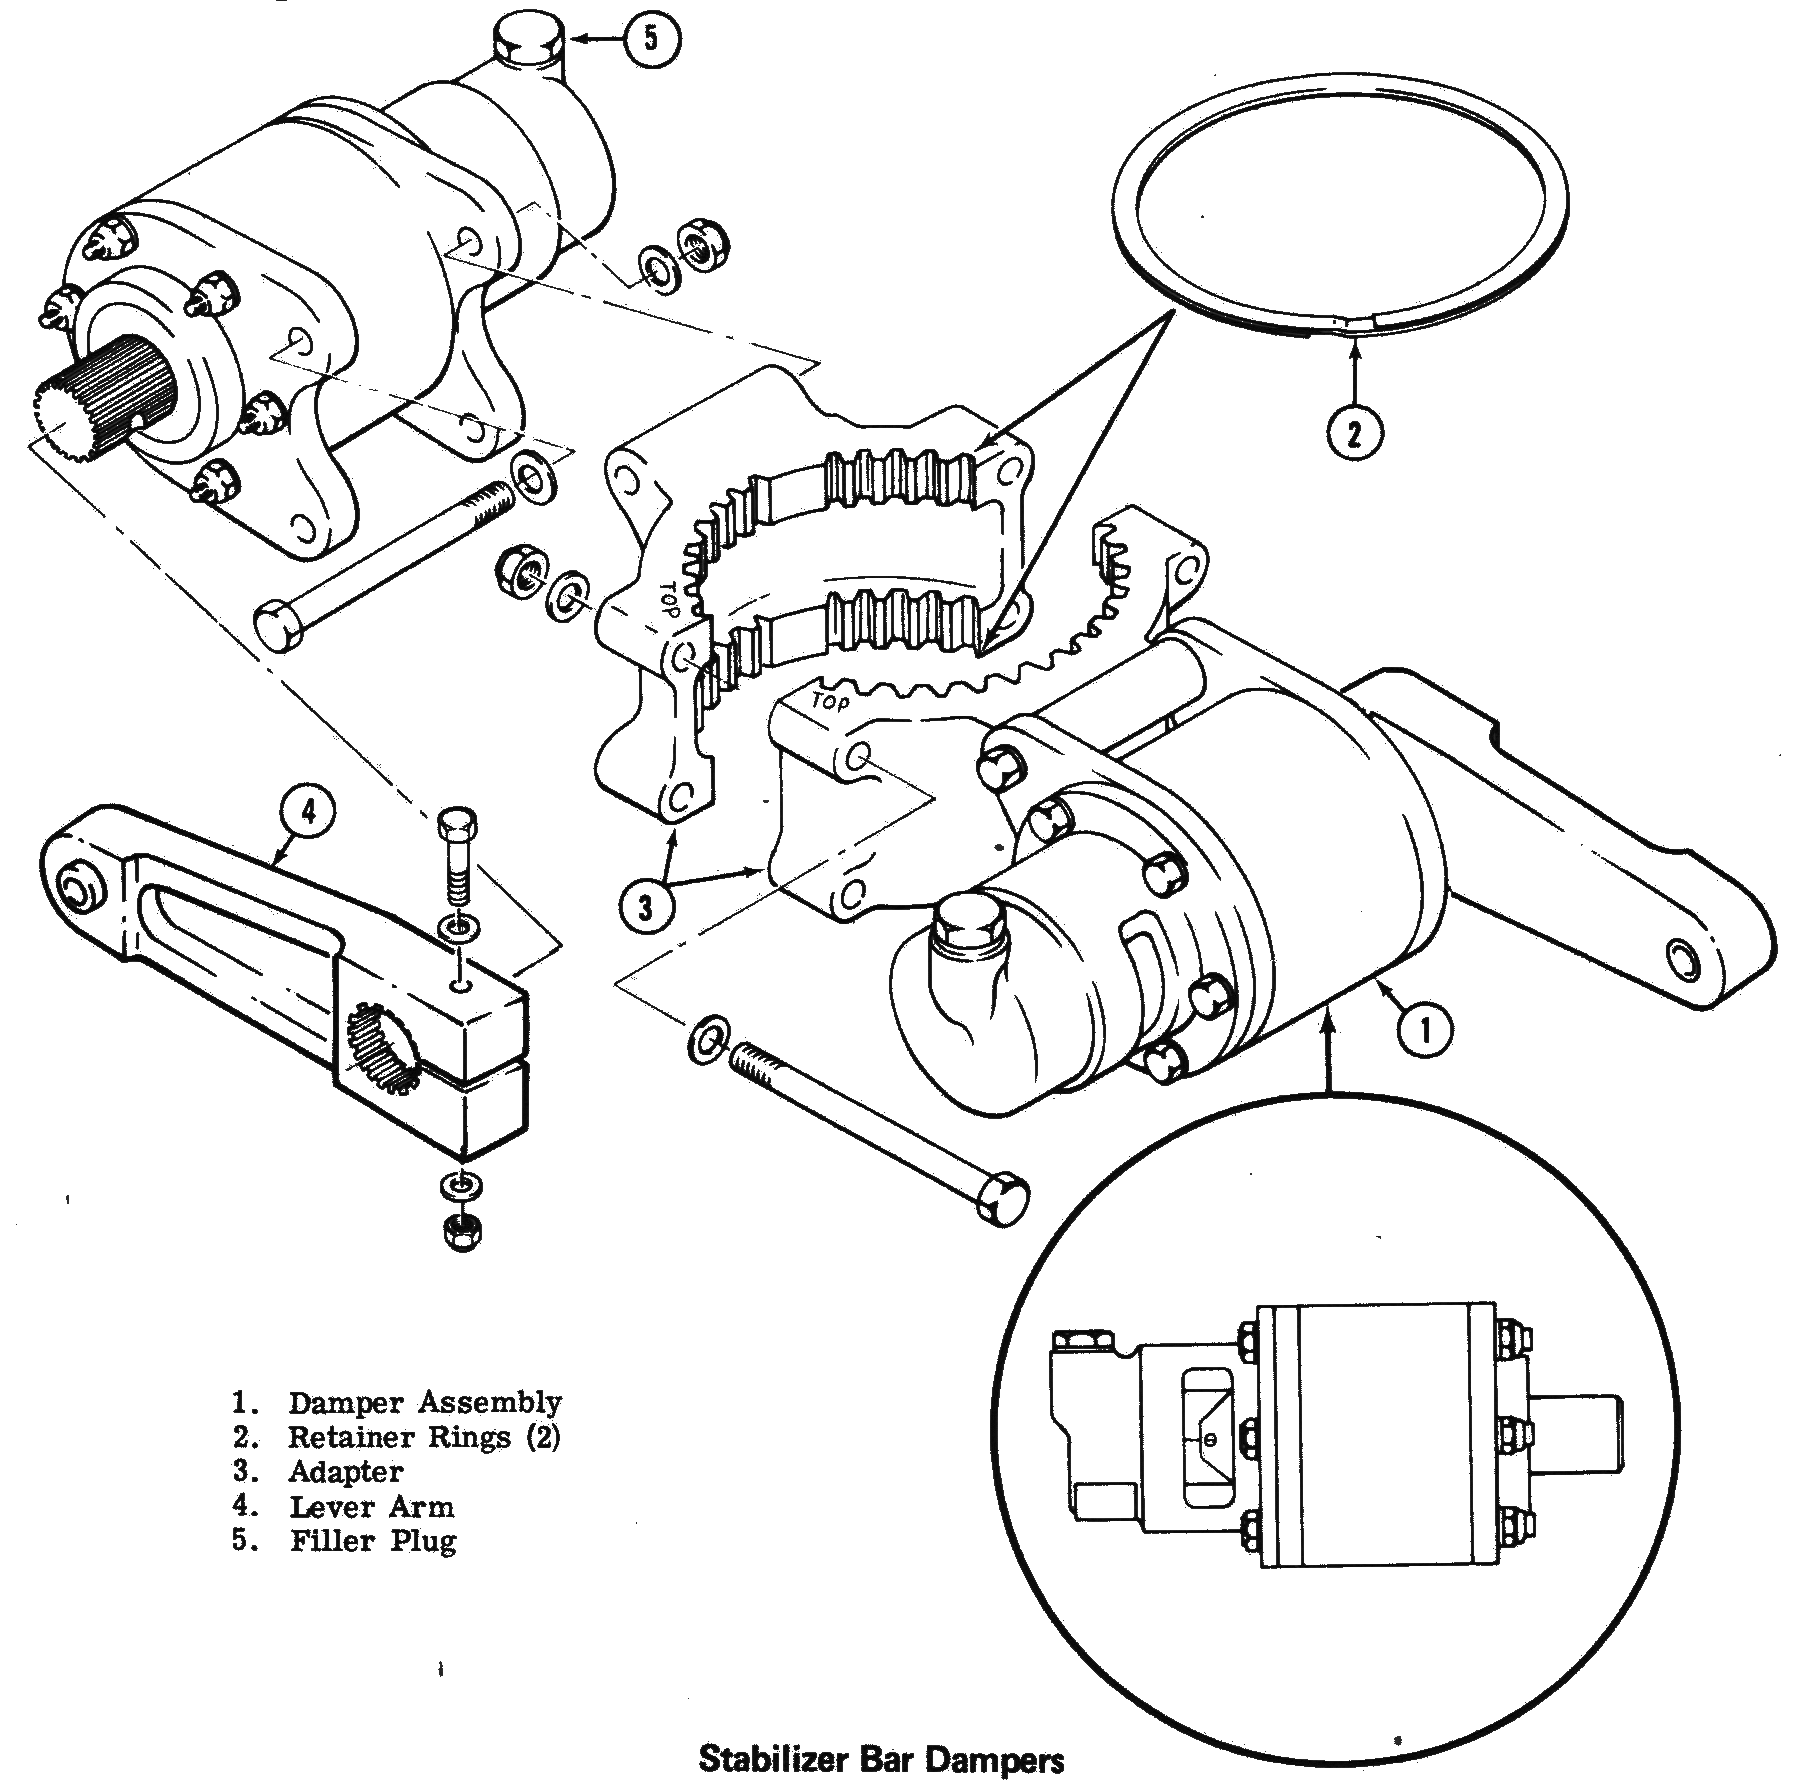 5
2
TOP
TOP
4
3
1
1. Damper Assembly
2. Retainer Rings (2)
3. Adapter
4. Lever Arm
5. Filler Plug
Stabilizer Bar Dampers